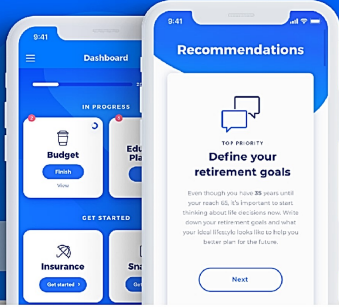 9:41
Dashboard
IN PROGRESS
Budget
Finish
View
GET STARTED
Insurance
Get started
9:41
Recommendations
TOP PRIORITY
Define your
retirement goals
Even though you have 35 years until
your reach 65, it's important to start
thinking about life decisions now. Write
down your retirement goals and what
your ideal lifestyle looks like to help you
better plan for the future.
Next